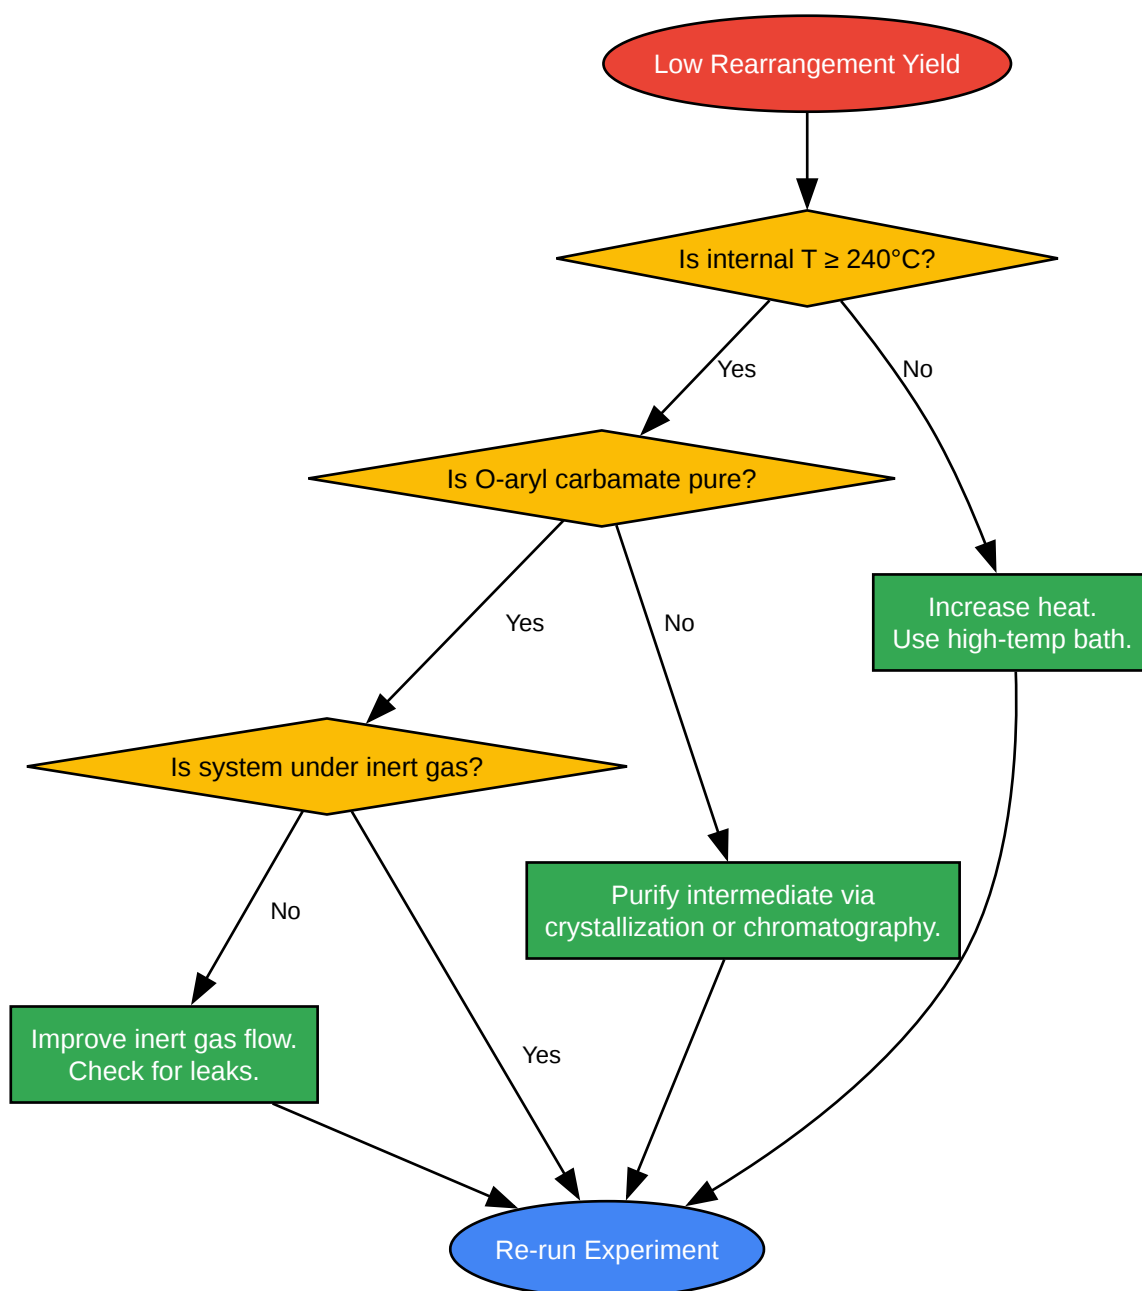 Low Rearrangement Yield
Is internal T ≥ 240°C?
Yes
No
Is O-aryl carbamate pure?
Yes
No
Increase heat.
Use high-temp bath.
Is system under inert gas?
Purify intermediate via
crystallization or chromatography.
No
Yes
Improve inert gas flow.
Check for leaks.
Re-run Experiment